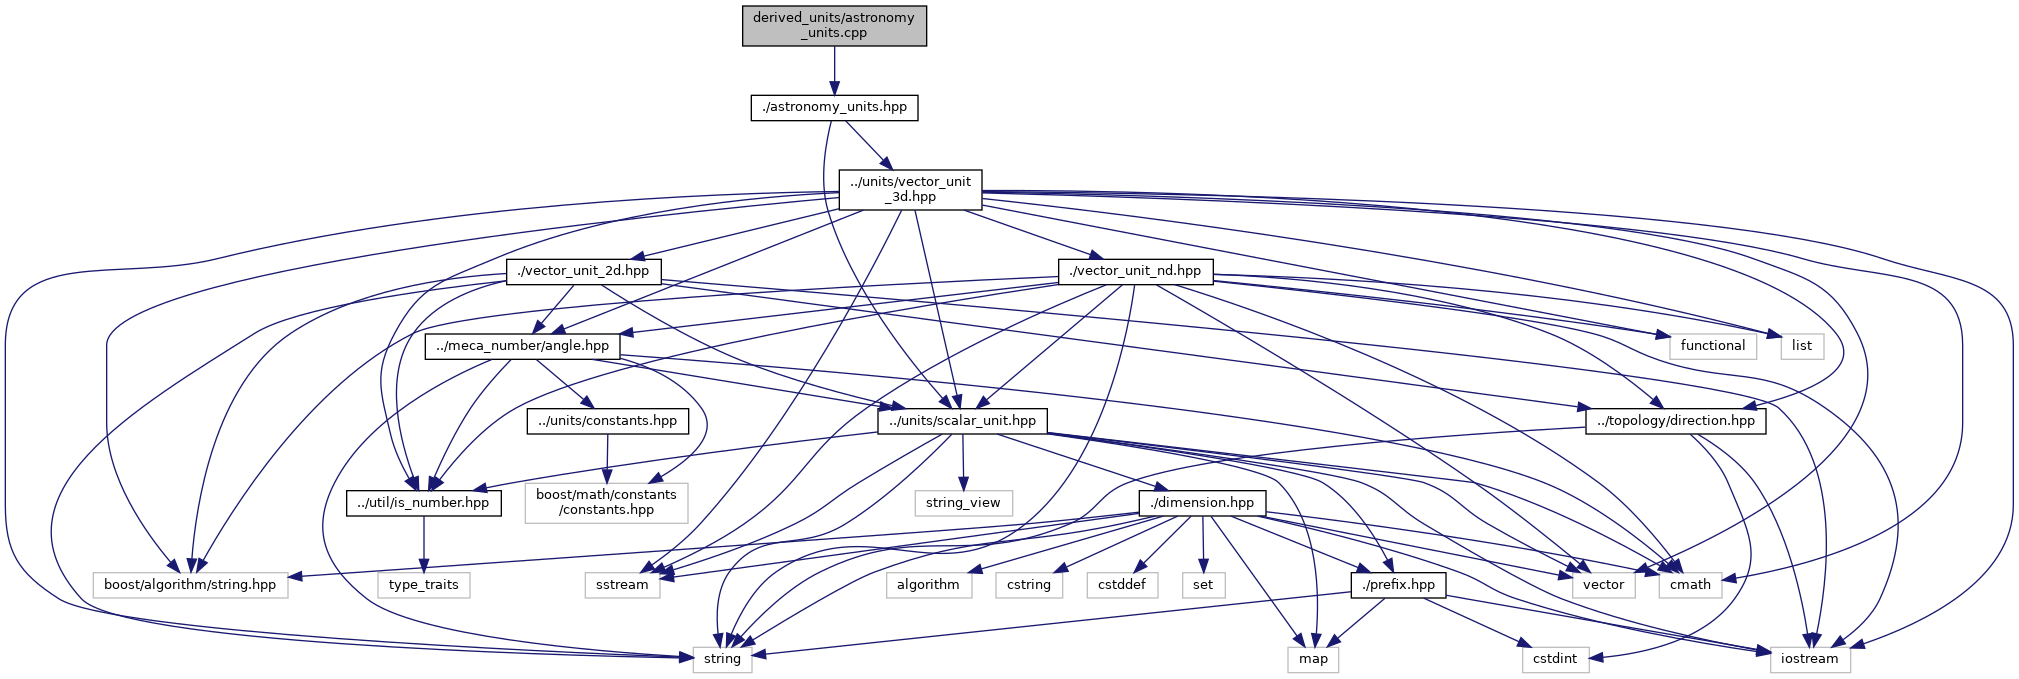 derived_units/astronomy
_units.cpp
./astronomy_units.hpp
../units/vector_unit
_3d.hpp
./vector_unit_2d.hpp
./vector_unit_nd.hpp
../meca_number/angle.hpp
functional
list
../units/constants.hpp
../units/scalar_unit.hpp
../topology/direction.hpp
../util/is_number.hpp
boost/math/constants
/constants.hpp
string_view
./dimension.hpp
boost/algorithm/string.hpp
type_traits
sstream
algorithm
cstring
cstddef
set
./prefix.hpp
vector
cmath
string
map
cstdint
iostream